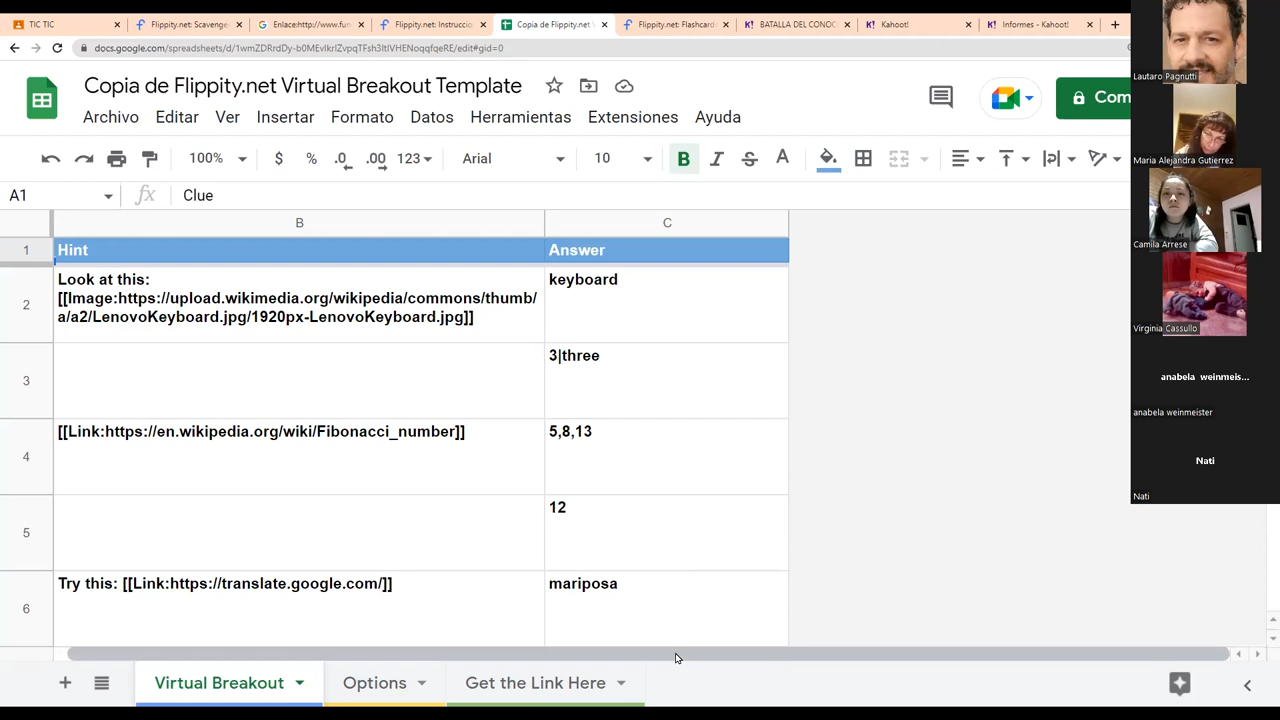 TIC TIC
Flippity.net: Scavenge
Enlace:http://www.fun
Flippity.net: Instruccio
Copia de Flippity.net V
Flippity.net: Flashcards
BATALLA DEL CONOC
Kahoot!
Informes - Kahoot!
docs.google.com/spreadsheets/d/1wmZDRrdDy-b0MEvIkrlZvpqTFsh3ltIVHENoqqfqeRE/edit#gid=0
Copia de Flippity.net Virtual Breakout Template
Archivo Editar Ver Insertar Formato Datos Herramientas Extensiones Ayuda
Com
100% $ % .0 .00 123 Arial 10 B I S A
A1 fx Clue
B C
1 Hint Answer
2 Look at this: keyboard
[[Image:https://upload.wikimedia.org/wikipedia/commons/thumb/
a/a2/LenovoKeyboard.jpg/1920px-LenovoKeyboard.jpg]]
3 3|three
4 [[Link:https://en.wikipedia.org/wiki/Fibonacci_number]] 5,8,13
5 12
6 Try this: [[Link:https://translate.google.com/]] mariposa
Virtual Breakout Options Get the Link Here
Lautaro Pagnutti
Maria Alejandra Gutierrez
Camila Arrese
Virginia Cassullo
anabela weinmeis...
anabela weinmeister
Nati
Nati